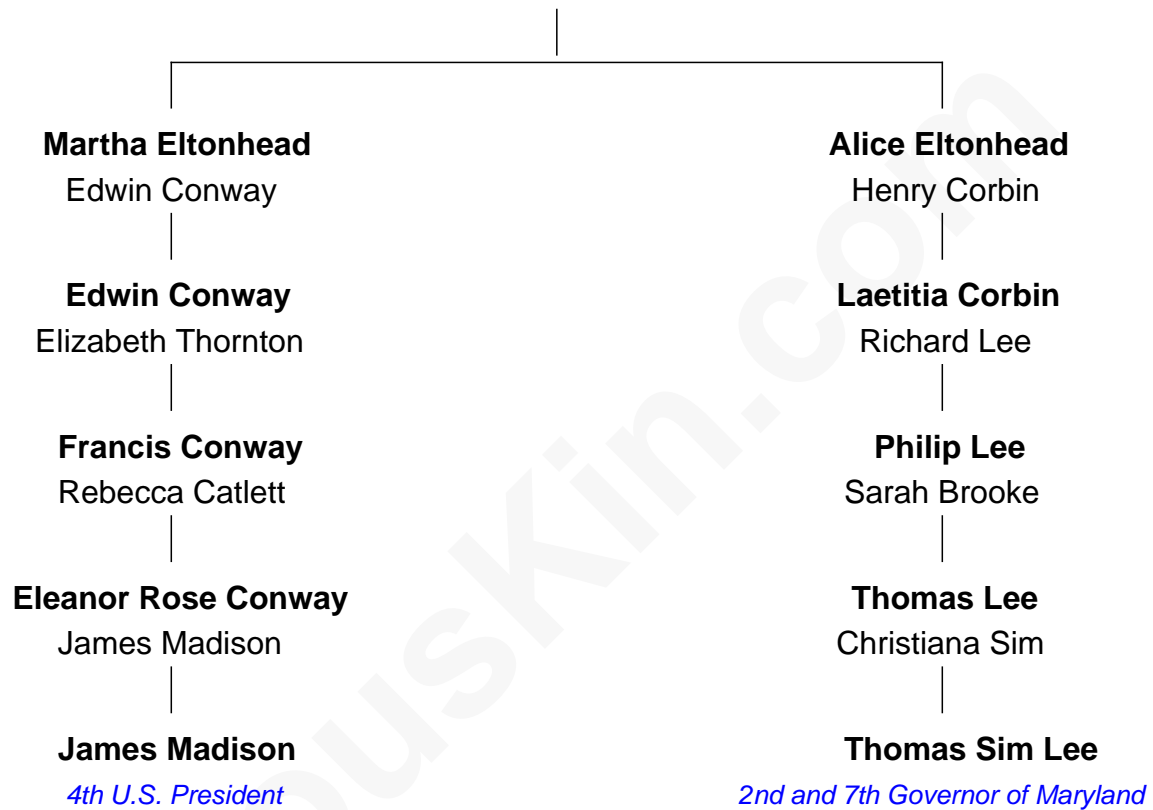 Martha Eltonhead
Edwin Conway
Alice Eltonhead
Henry Corbin
Edwin Conway
Elizabeth Thornton
Laetitia Corbin
Richard Lee
Francis Conway
Rebecca Catlett
Philip Lee
Sarah Brooke
Eleanor Rose Conway
James Madison
Thomas Lee
Christiana Sim
James Madison
4th U.S. President
Thomas Sim Lee
2nd and 7th Governor of Maryland
ousKin.com